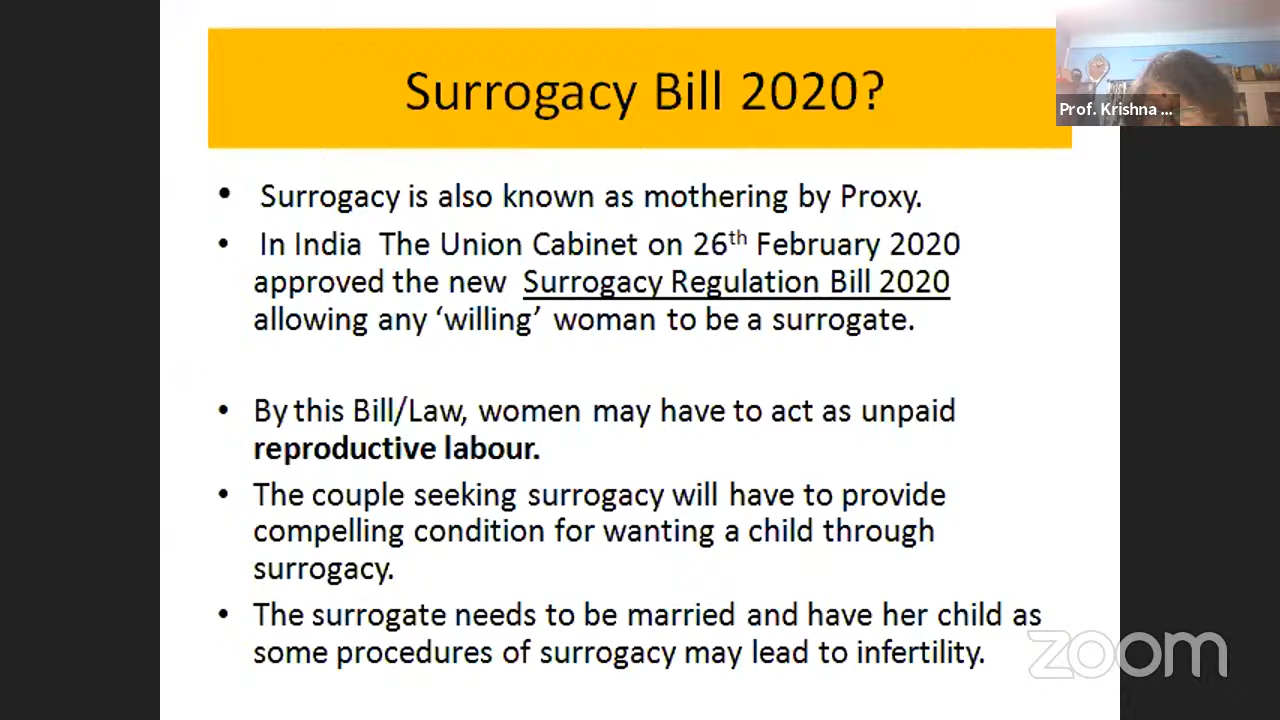 Surrogacy Bill 2020?
Prof. Krishna ...
• Surrogacy is also known as mothering by Proxy.
• In India The Union Cabinet on 26th February 2020
approved the new Surrogacy Regulation Bill 2020
allowing any ‘willing’ woman to be a surrogate.
• By this Bill/Law, women may have to act as unpaid
reproductive labour.
• The couple seeking surrogacy will have to provide
compelling condition for wanting a child through
surrogacy.
• The surrogate needs to be married and have her child as
some procedures of surrogacy may lead to infertility.
zoom